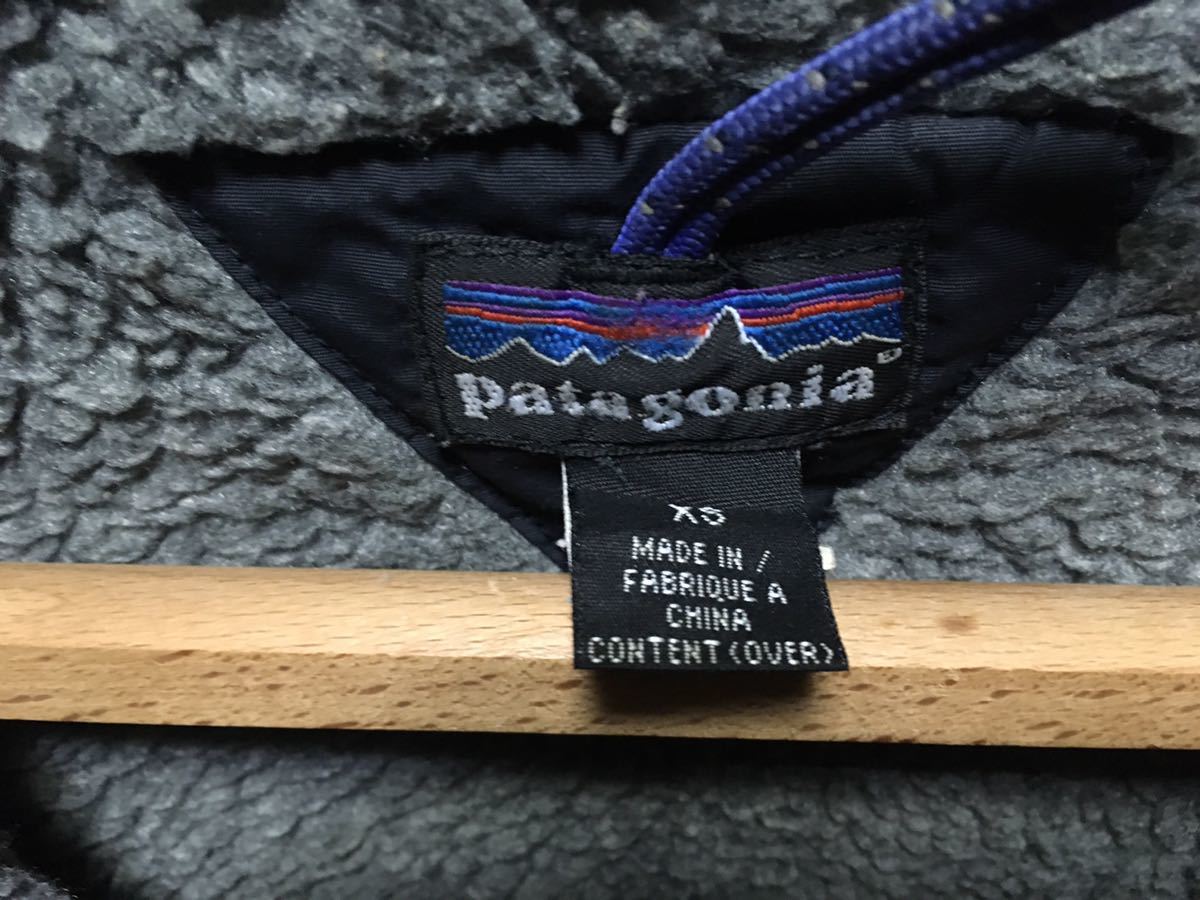 patagonia®
XS
MADE IN /
FABRIQUE A
CHINA
CONTENT (OVER)